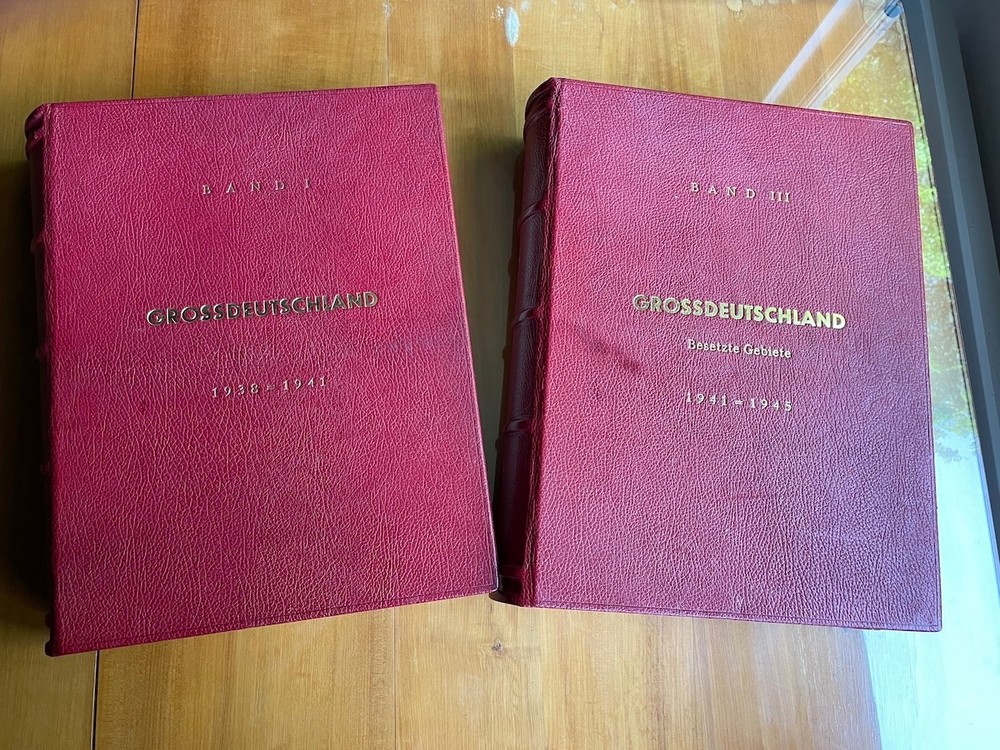 BAND I
GROSSDEUTSCHLAND
1938-1941
BAND III
GROSSDEUTSCHLAND
Besetzte Gebiete
1941-1945